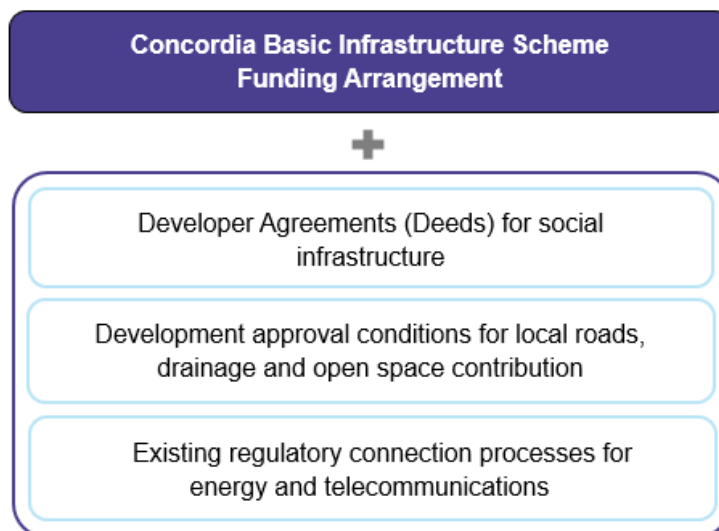 Concordia Basic Infrastructure Scheme
Funding Arrangement
Developer Agreements (Deeds) for social
infrastructure
Development approval conditions for local roads,
drainage and open space contribution
Existing regulatory connection processes for
energy and telecommunications